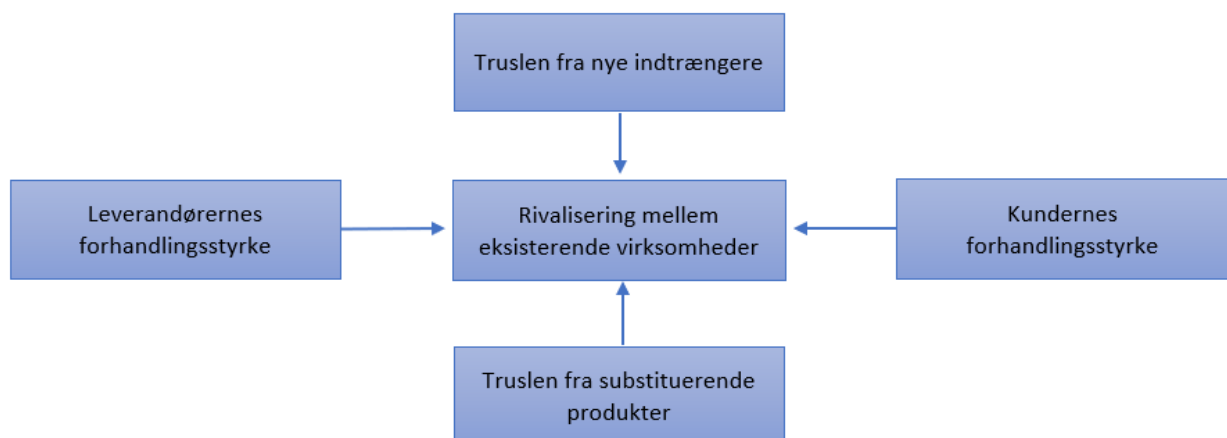 Truslen fra nye indtrængere
Leverandørernes
forhandlingsstyrke
Rivalisering mellem
eksisterende virksomheder
Kundernes
forhandlingsstyrke
Truslen fra substituerende
produkter